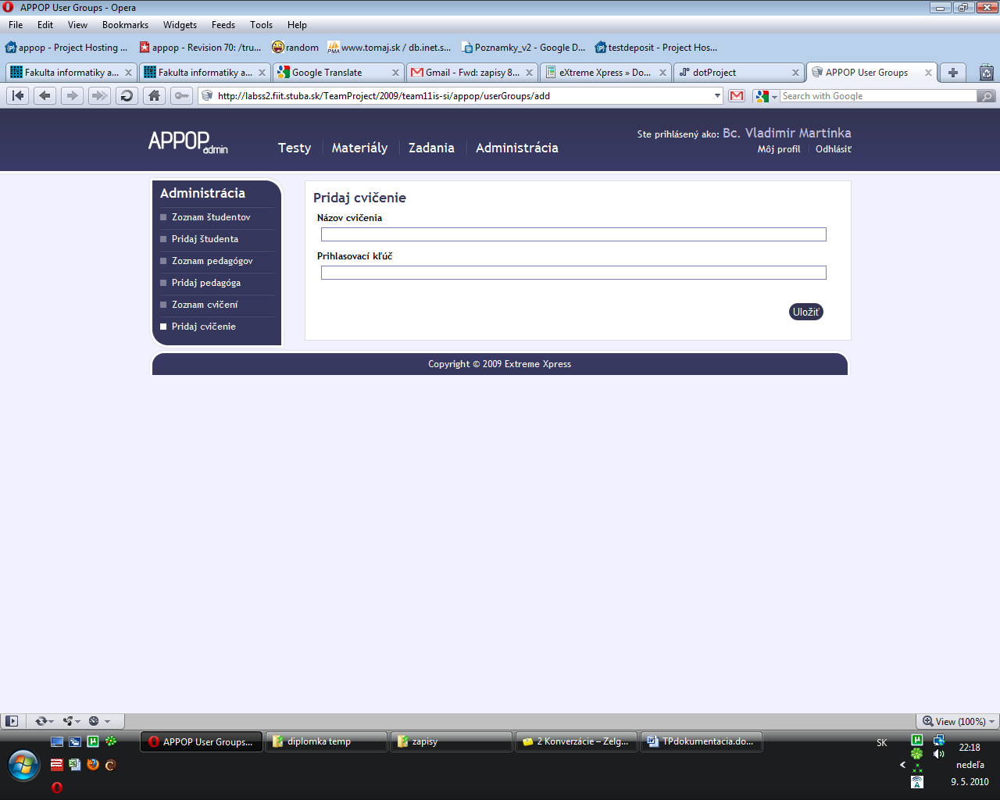 APPOP User Groups - Opera
File Edit View Bookmarks Widgets Feeds Tools Help
appop - Project Hosting ... appop - Revision 70: /tru... random www.tomaj.sk / db.inet.s... Poznamky_v2 - Google D... testdeposit - Project Hos...
Fakulta informatiky a... Fakulta informatiky a... Google Translate Gmail - Fwd: zapisy 8... eXtreme Xpress » Do... dotProject APPOP User Groups
http://labss2.fiit.stuba.sk/TeamProject/2009/team11is-si/appop/userGroups/add Search with Google
APPOP admin
Testy Materiály Zadania Administrácia
Ste prihlásený ako: Bc. Vladimír Martinka
Môj profil Odhlásiť
Administrácia
Zoznam študentov
Pridaj študenta
Zoznam pedagógov
Pridaj pedagóga
Zoznam cvičení
Pridaj cvičenie
Pridaj cvičenie
Názov cvičenia
Prihlasovací kľúč
Uložiť
Copyright © 2009 Extreme Xpress
View (100%)
APPOP User Groups... diplomka temp zapisy 2 Konverzácie – Zelg... TPdokumentacia.do...
SK
22:18
nedeľa
9. 5. 2010